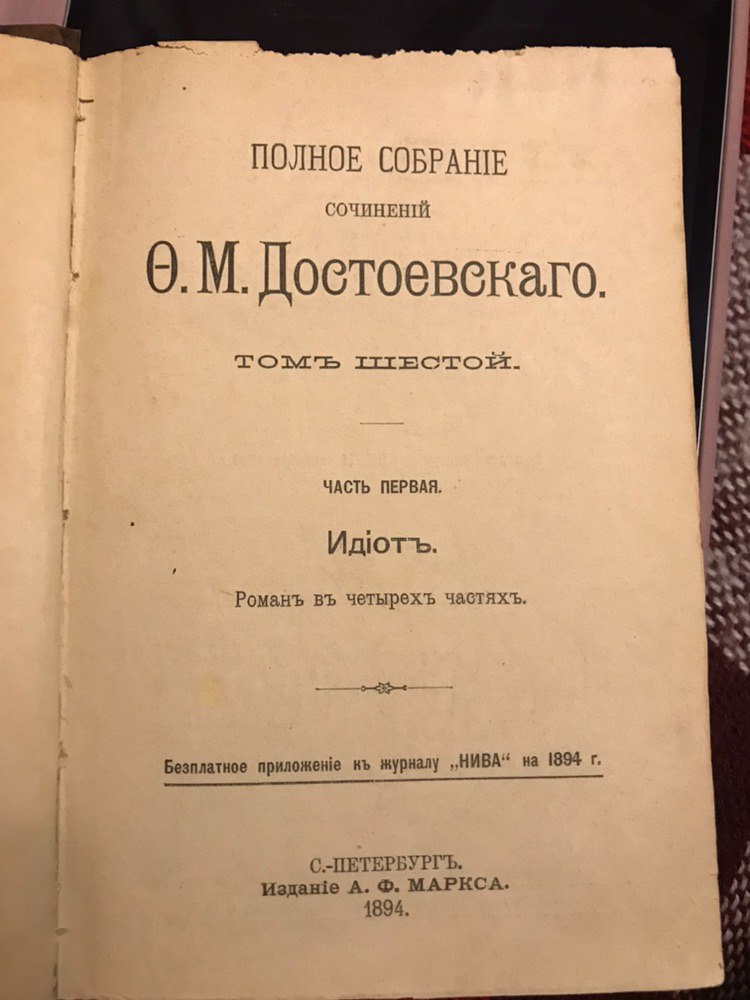 ПОЛНОЕ СОБРАНІЕ
СОЧИНЕНІЙ
Ѳ. М. Достоевскаго.
ТОМЪ ШЕСТОЙ.
ЧАСТЬ ПЕРВАЯ.
Идіотъ.
Романъ въ четырехъ частяхъ.
Безплатное приложеніе къ журналу „НИВА“ на 1894 г.
С.-ПЕТЕРБУРГЪ.
Изданіе А. Ф. МАРКСА.
1894.